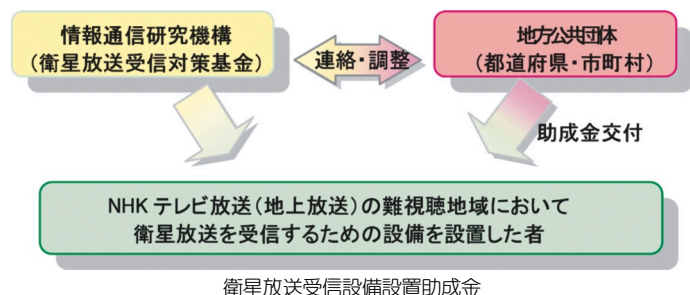 情報通信研究機構
(衛星放送受信対策基金)
連絡・調整
地方公共団体
(都道府県・市町村)
助成金交付
NHKテレビ放送(地上放送)の難視聴地域において
衛星放送を受信するための設備を設置した者
衛星放送受信設備設置助成金